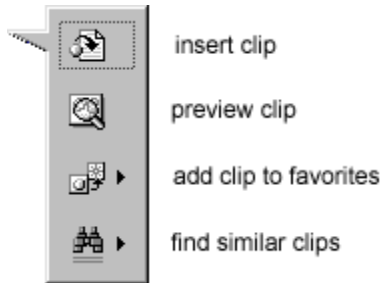 insert clip
preview clip
add clip to favorites
find similar clips